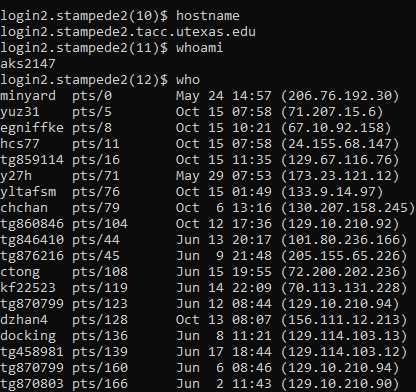 login2.stampede2(10)$ hostname
login2.stampede2.tacc.utexas.edu
login2.stampede2(11)$ whoami
aks2147
login2.stampede2(12)$ who
minyard  pts/0        May 24 14:57 (206.76.192.30)
yuz31    pts/5        Oct 15 07:58 (71.207.15.6)
egniffke pts/8        Oct 15 10:21 (67.10.92.158)
hcs77    pts/11       Oct 15 07:58 (24.155.68.147)
tg859114 pts/16       Oct 15 11:35 (129.67.116.76)
y27h     pts/71       May 29 07:53 (173.23.121.12)
yltafsm  pts/76       Oct 15 01:49 (133.9.14.97)
chchan   pts/79       Oct  6 13:16 (130.207.158.245)
tg860846 pts/104      Oct 12 17:36 (129.10.210.92)
tg846410 pts/44       Jun 13 20:17 (101.80.236.166)
tg876216 pts/45       Jun  9 21:48 (205.155.65.226)
ctong    pts/108      Jun 15 19:55 (72.200.202.236)
kf22523  pts/119      Jun 14 22:09 (70.113.131.228)
tg870799 pts/123      Jun 12 08:44 (129.10.210.94)
dzhan4   pts/128      Oct 13 08:07 (156.111.12.213)
docking  pts/136      Jun  8 11:21 (129.114.103.13)
tg458981 pts/139      Jun 17 18:44 (129.114.103.12)
tg870799 pts/160      Jun  6 08:46 (129.10.210.94)
tg870803 pts/166      Jun  2 11:43 (129.10.210.90)